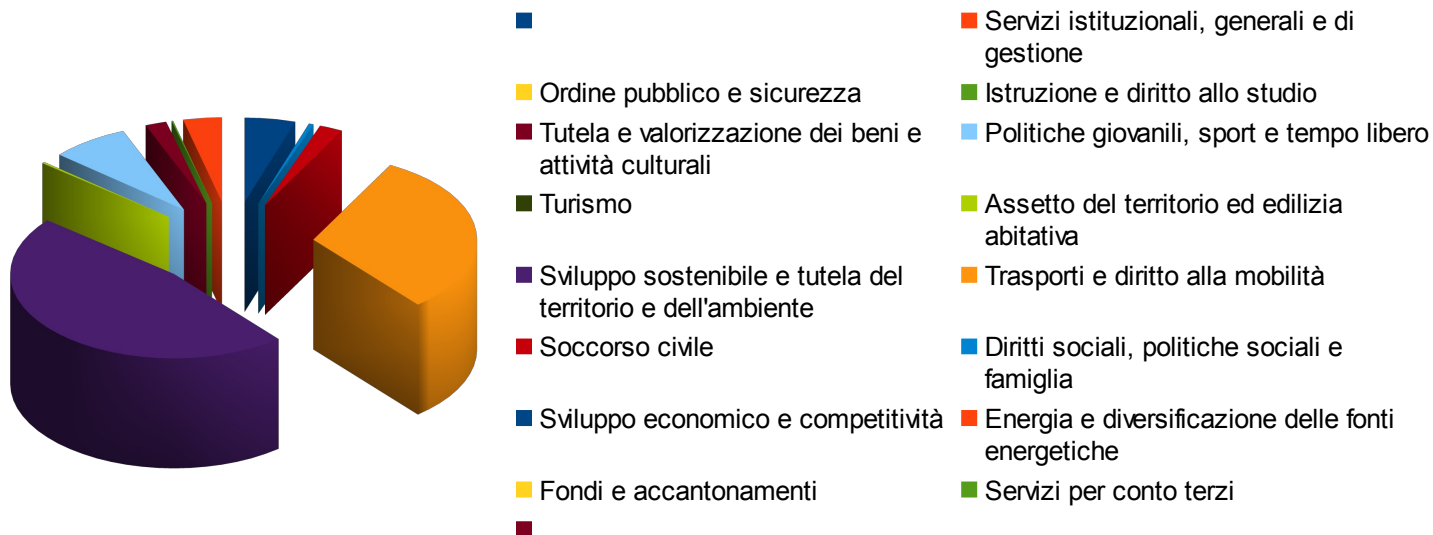 Servizi istituzionali, generali e di
gestione
Ordine pubblico e sicurezza
Istruzione e diritto allo studio
Tutela e valorizzazione dei beni e
attività culturali
Politiche giovanili, sport e tempo libero
Turismo
Assetto del territorio ed edilizia
abitativa
Sviluppo sostenibile e tutela del
territorio e dell'ambiente
Trasporti e diritto alla mobilità
Soccorso civile
Diritti sociali, politiche sociali e
famiglia
Sviluppo economico e competitività
Energia e diversificazione delle fonti
energetiche
Fondi e accantonamenti
Servizi per conto terzi